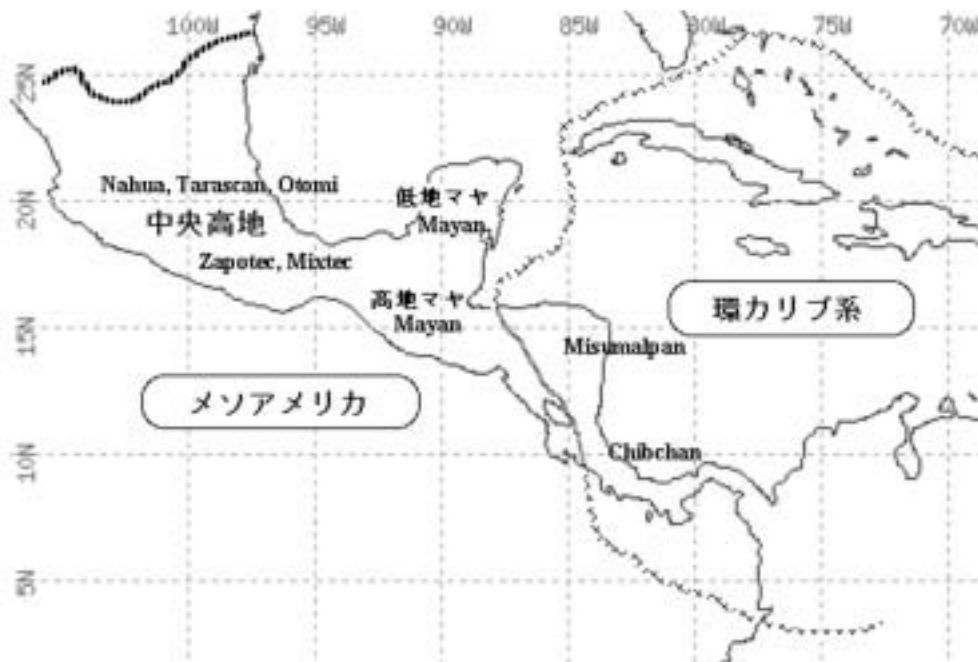 100W 95W 90W 85W 80W 75W 70W
25N
Nahua, Tarascan, Otomi
低地マヤ
20N
Mayan
中央高地
Zapotec, Mixtec
高地マヤ
環カリブ系
Mayan
15N
Misumalpan
メソアメリカ
Chibchan
10N
5N